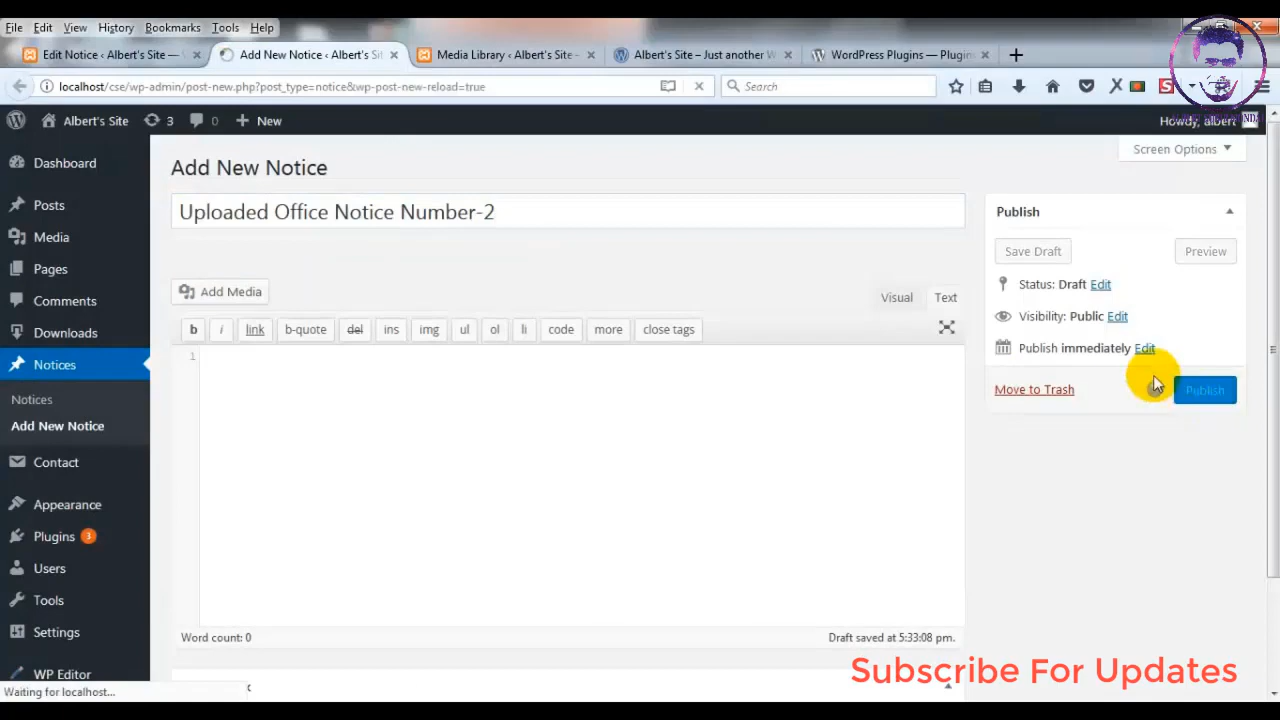 File Edit View History Bookmarks Tools Help
Edit Notice ‹ Albert's Site — W
Add New Notice ‹ Albert's Si
Media Library ‹ Albert's Site –
Albert's Site – Just another W
WordPress Plugins — Plugin
localhost/cse/wp-admin/post-new.php?post_type=notice&wp-post-new-reload=true
Search
Albert's Site 3 0 New
Howdy, albert
Screen Options
Dashboard
Posts
Media
Pages
Comments
Downloads
Notices
Notices
Add New Notice
Contact
Appearance
Plugins 3
Users
Tools
Settings
WP Editor
Add New Notice
Uploaded Office Notice Number-2
Add Media
Visual Text
b i link b-quote del ins img ul ol li code more close tags
1
Word count: 0
Draft saved at 5:33:08 pm.
Publish
Save Draft Preview
Status: Draft Edit
Visibility: Public Edit
Publish immediately Edit
Move to Trash Publish
Subscribe For Updates
Waiting for localhost...